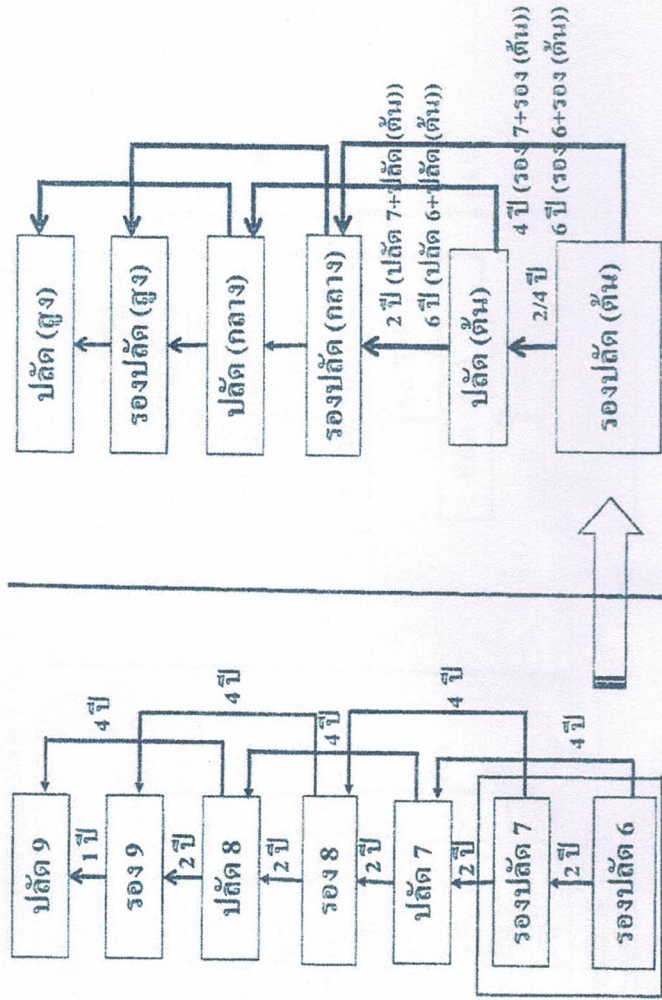 ปลัด 9
1 ปี
รอง 9
4 ปี
2 ปี
ปลัด 8
4 ปี
2 ปี
รอง 8
4 ปี
2 ปี
ปลัด 7
4 ปี
2 ปี
รองปลัด 7
2 ปี
4 ปี
รองปลัด 6
ปลัด (สูง)
รองปลัด (สูง)
ปลัด (กลาง)
รองปลัด (กลาง)
2 ปี (ปลัด 7+ปลัด (ต้น))
6 ปี (ปลัด 6+ปลัด (ต้น))
ปลัด (ต้น)
2/4 ปี
4 ปี (รอง 7+รอง (ต้น))
6 ปี (รอง 6+รอง (ต้น))
รองปลัด (ต้น)